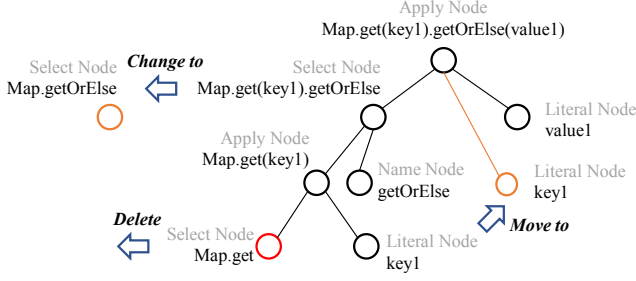 Apply Node
Map.get(key1).getOrElse(value1)
Select Node
Map.getOrElse
Change to
Select Node
Map.get(key1).getOrElse
Literal Node
value1
Apply Node
Map.get(key1)
Name Node
getOrElse
Literal Node
key1
Delete
Select Node
Map.get
Literal Node
key1
Move to